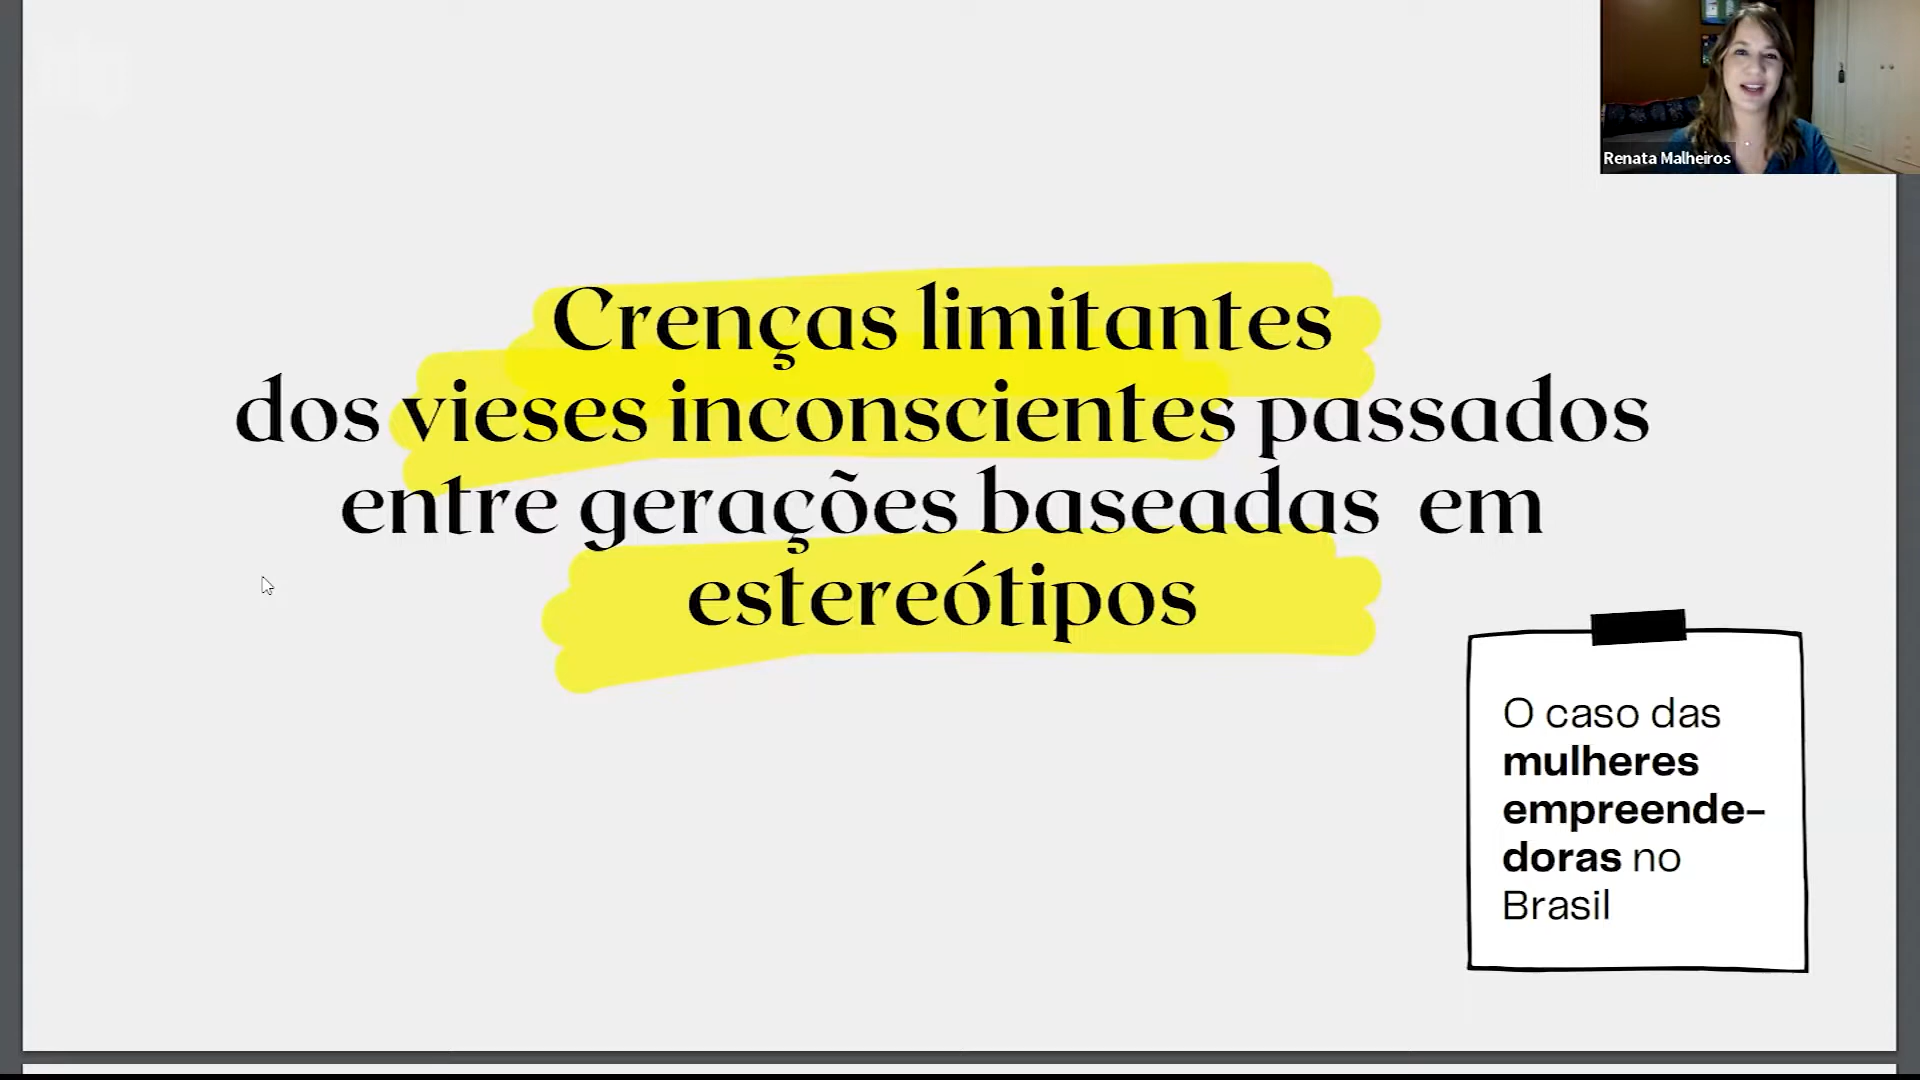 Renata Malheiros
Crenças limitantes
dos vieses inconscientes passados
entre gerações baseadas em
estereótipos
O caso das
mulheres
empreende-
doras no
Brasil